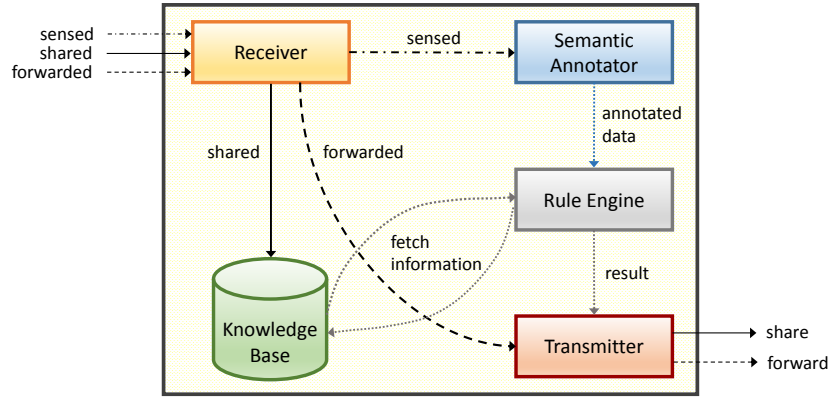 sensed
shared
forwarded
Receiver
sensed
Semantic
Annotator
annotated
data
shared
forwarded
Rule Engine
fetch
information
result
Knowledge
Base
Transmitter
share
forward